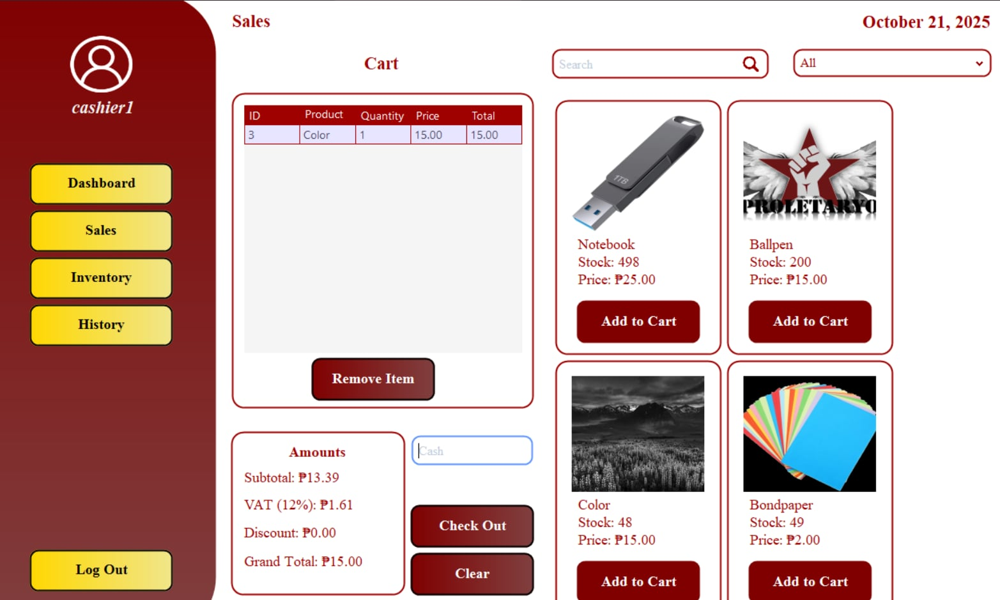 cashier1
Dashboard
Sales
Inventory
History
Log Out
Sales
October 21, 2025
Cart
Search
All
ID Product Quantity Price Total
3 Color 1 15.00 15.00
Remove Item
Amounts
Subtotal: ₱13.39
VAT (12%): ₱1.61
Discount: ₱0.00
Grand Total: ₱15.00
Cash
Check Out
Clear
1TB
Notebook
Stock: 498
Price: ₱25.00
Add to Cart
PROLETARYO
Ballpen
Stock: 200
Price: ₱15.00
Add to Cart
Color
Stock: 48
Price: ₱15.00
Add to Cart
Bondpaper
Stock: 49
Price: ₱2.00
Add to Cart